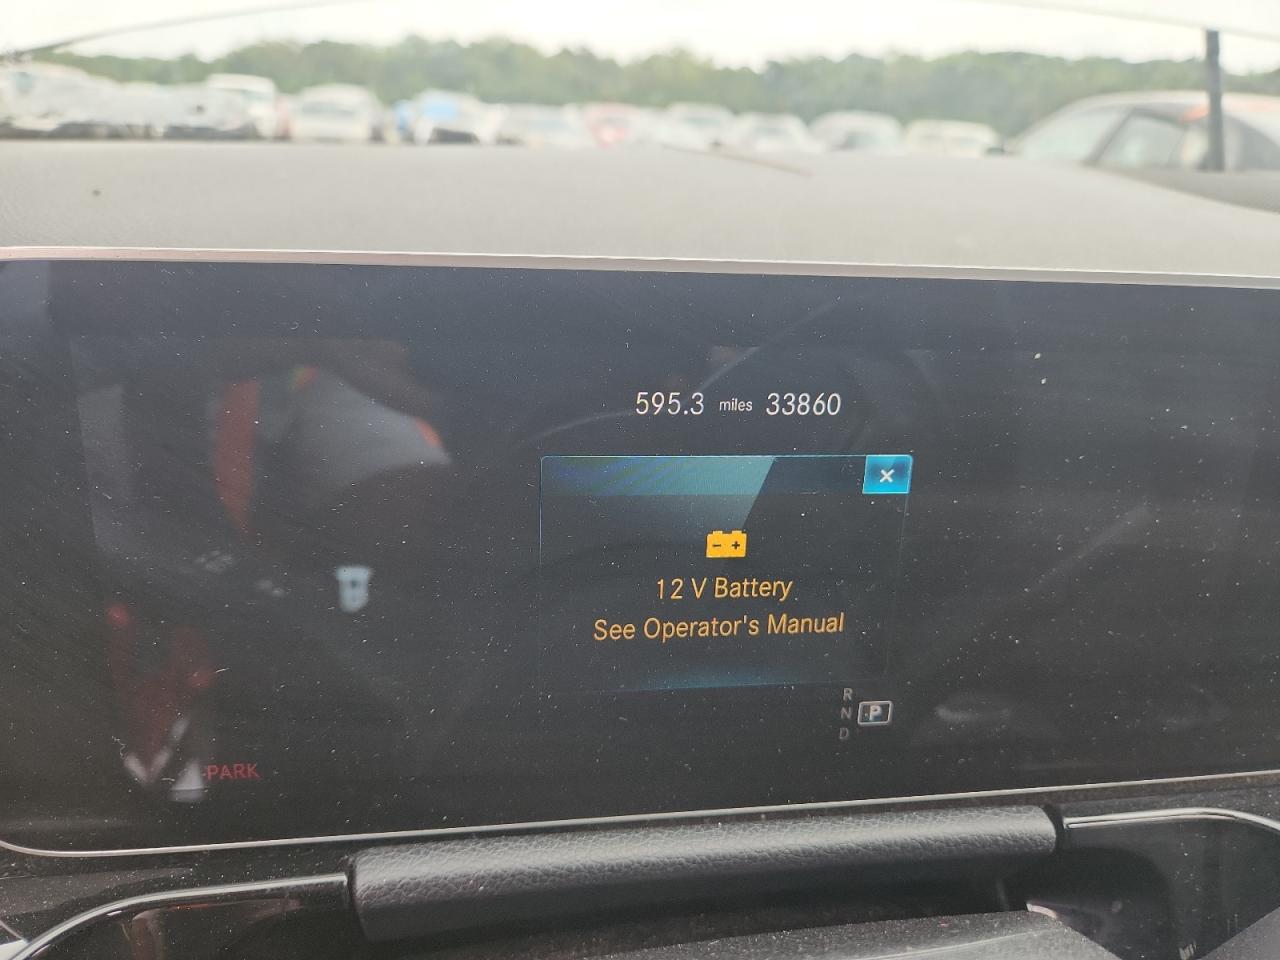 595.3 miles 33860
12 V Battery
See Operator's Manual
R
N P
D
PARK